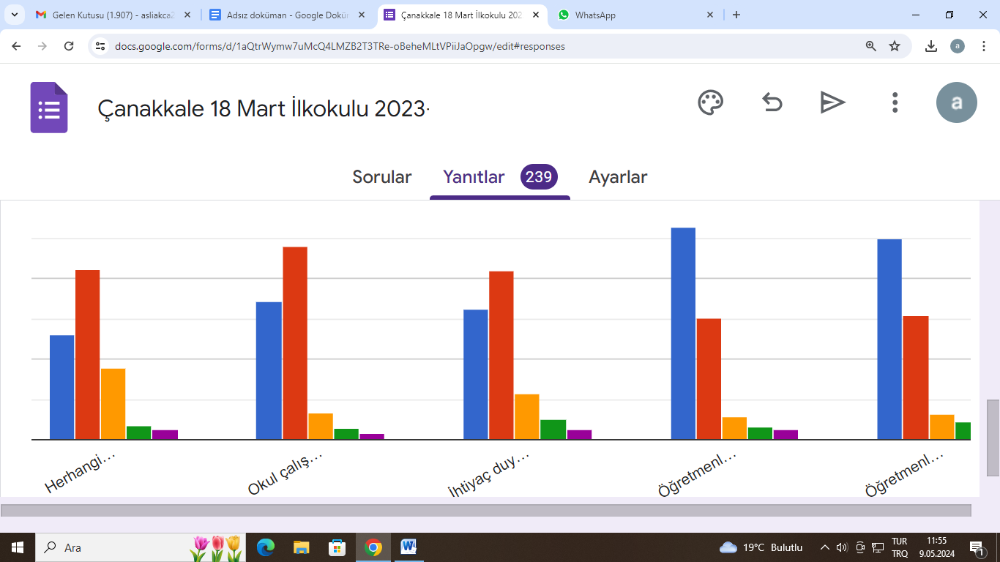 Gelen Kutusu (1.907) - asliakca2
Adsız doküman - Google Doküm
Çanakkale 18 Mart İlkokulu 202
WhatsApp
docs.google.com/forms/d/1aQtrWymw7uMcQ4LMZB2T3TRe-oBeheMLtVPiiJaOpgw/edit#responses
a
Çanakkale 18 Mart İlkokulu 2023-
a
Sorular
Yanıtlar 239
Ayarlar
Herhangi…
Okul çalış…
İhtiyaç duy…
Öğretmenl…
Öğretmenl…
Ara
19°C Bulutlu
TUR
TRQ
11:55
9.05.2024
1